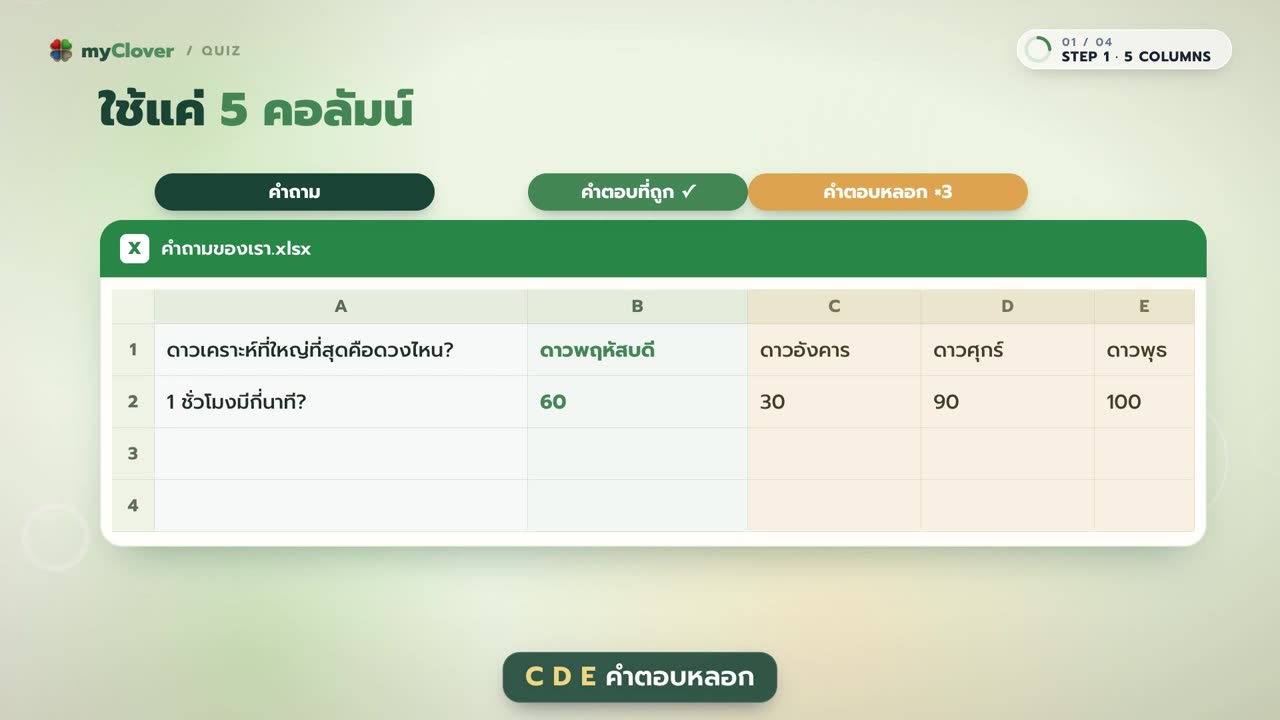 myClover / QUIZ
01 / 04
STEP 1 · 5 COLUMNS
ใช้แค่ 5 คอลัมน์
คำถาม
คำตอบที่ถูก ✓
คำตอบหลอก ×3
X คำถามของเรา.xlsx
A B C D E
1 ดาวเคราะห์ที่ใหญ่ที่สุดคือดวงไหน? ดาวพฤหัสบดี ดาวอังคาร ดาวศุกร์ ดาวพุธ
2 1 ชั่วโมงมีกี่นาที? 60 30 90 100
3
4
C D E คำตอบหลอก